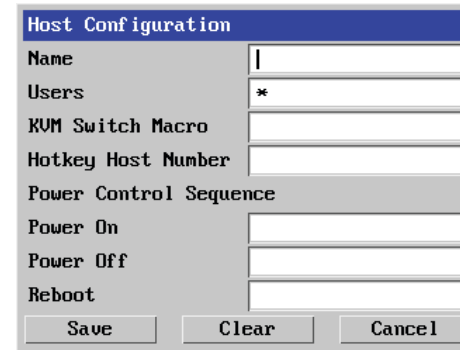 Host Configuration
Name
Users *
KVM Switch Macro
Hotkey Host Number
Power Control Sequence
Power On
Power Off
Reboot
Save Clear Cancel